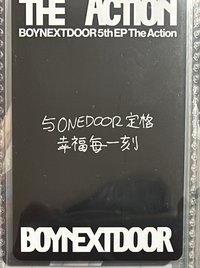 THE ACTION
BOYNEXTDOOR 5th EP The Action
与ONEDOOR定格
幸福每一刻
BOYNEXTDOOR